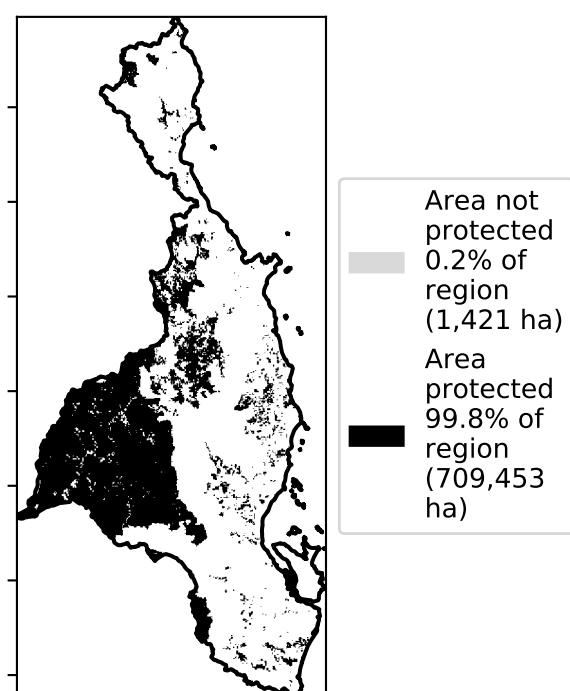 Area not
protected
0.2% of
region
(1,421 ha)
Area
protected
99.8% of
region
(709,453
ha)